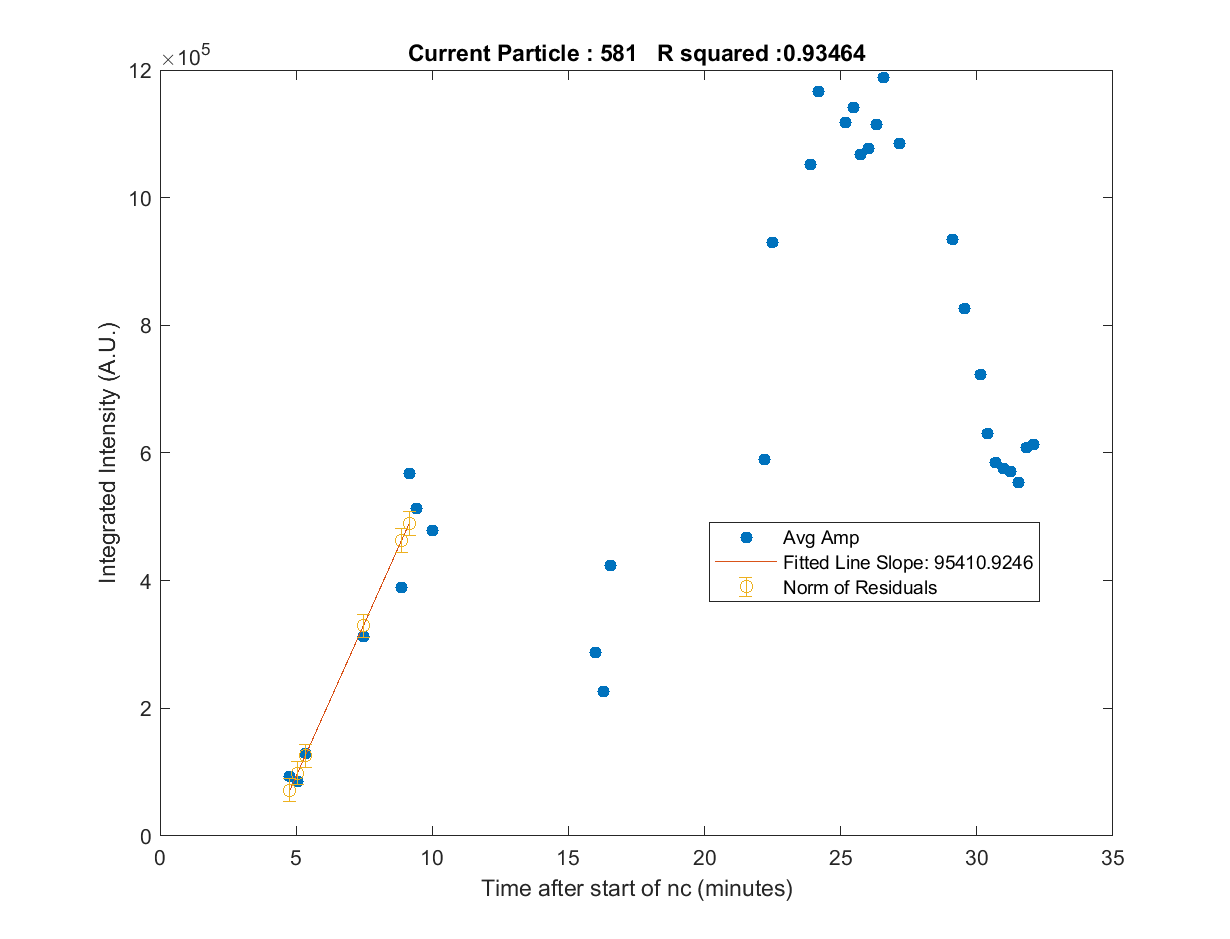 Current Particle : 581   R squared :0.93464
×10^5
12
10
8
6
4
2
0
Integrated Intensity (A.U.)
Avg Amp
Fitted Line Slope: 95410.9246
Norm of Residuals
0 5 10 15 20 25 30 35
Time after start of nc (minutes)